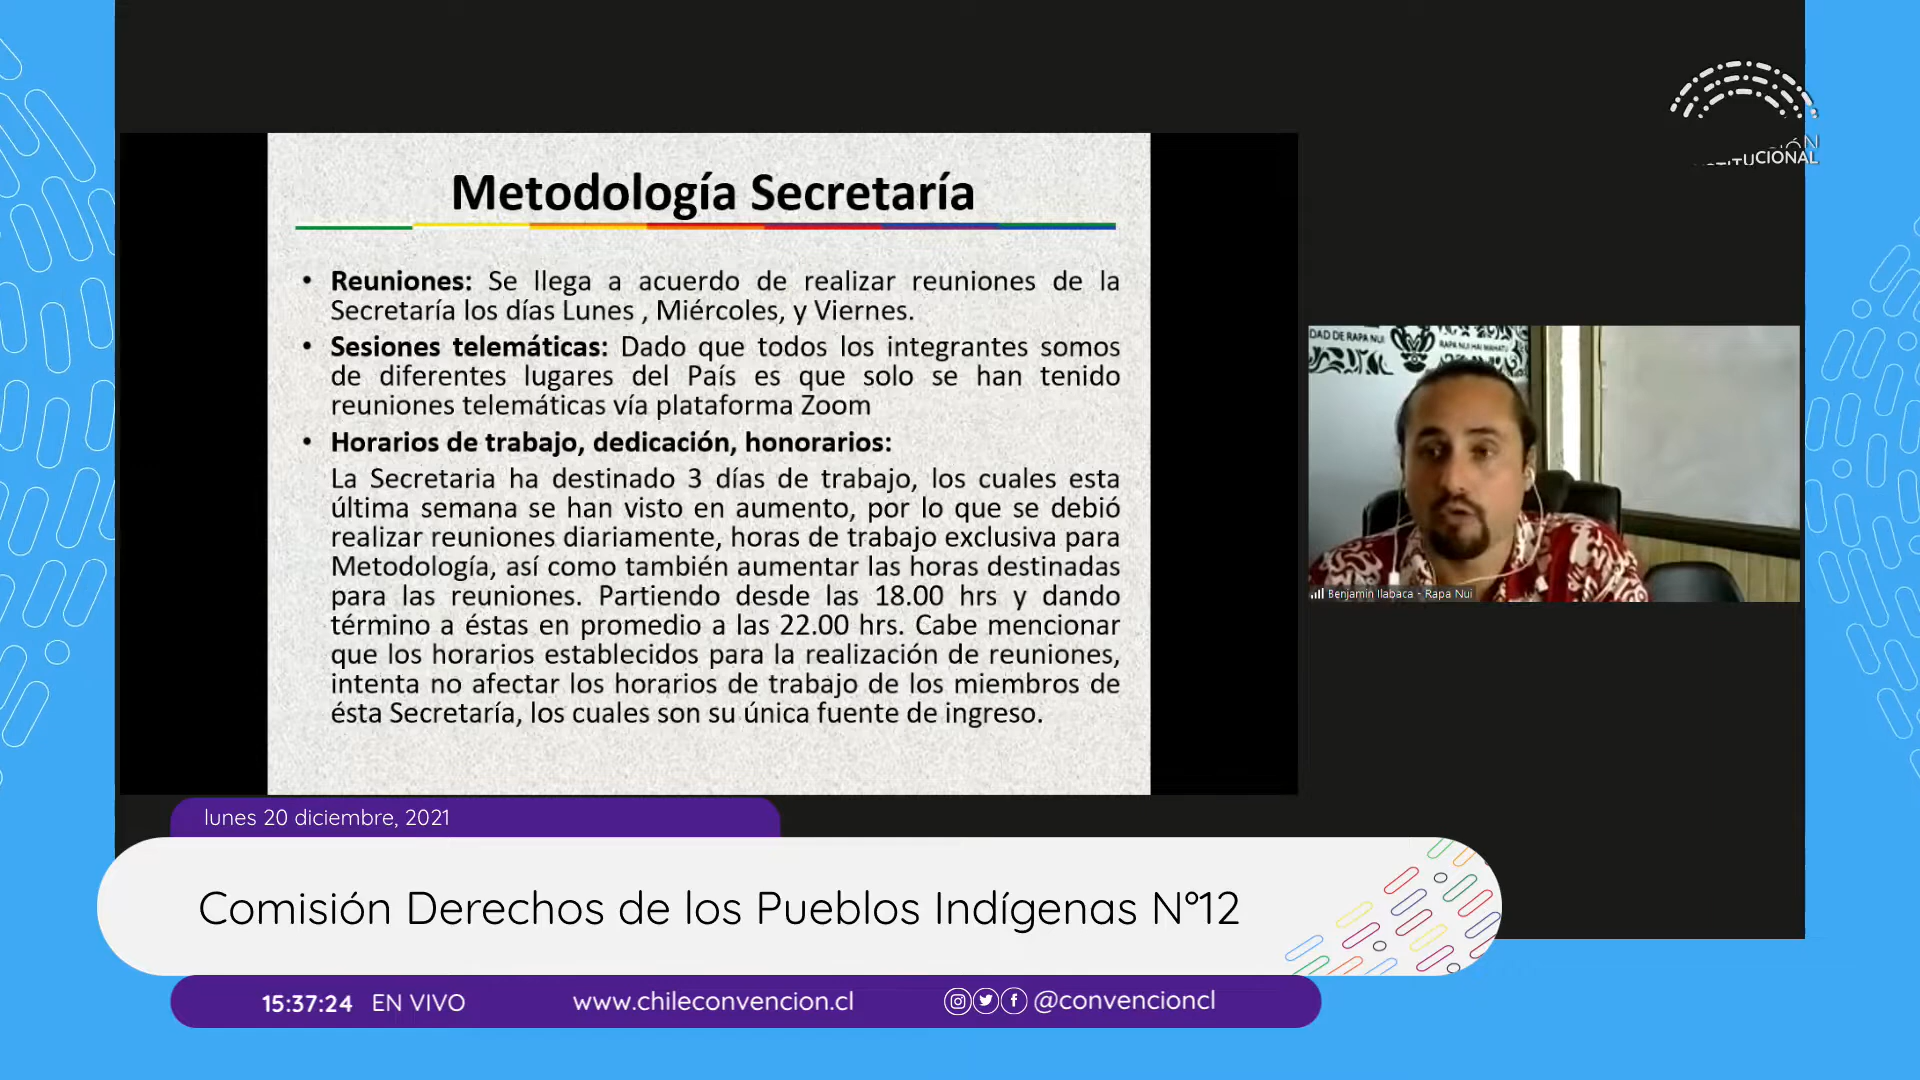 Metodología Secretaría
• Reuniones: Se llega a acuerdo de realizar reuniones de la
Secretaría los días Lunes , Miércoles, y Viernes.
• Sesiones telemáticas: Dado que todos los integrantes somos
de diferentes lugares del País es que solo se han tenido
reuniones telemáticas vía plataforma Zoom
• Horarios de trabajo, dedicación, honorarios:
La Secretaria ha destinado 3 días de trabajo, los cuales esta
última semana se han visto en aumento, por lo que se debió
realizar reuniones diariamente, horas de trabajo exclusiva para
Metodología, así como también aumentar las horas destinadas
para las reuniones. Partiendo desde las 18.00 hrs y dando
término a éstas en promedio a las 22.00 hrs. Cabe mencionar
que los horarios establecidos para la realización de reuniones,
intenta no afectar los horarios de trabajo de los miembros de
ésta Secretaría, los cuales son su única fuente de ingreso.
DAD DE RAPA NUI
RAPA NUI HAI MAHATU
Benjamin Ilabaca - Rapa Nui
lunes 20 diciembre, 2021
Comisión Derechos de los Pueblos Indígenas N°12
15:37:24 EN VIVO
www.chileconvencion.cl
@convencioncl